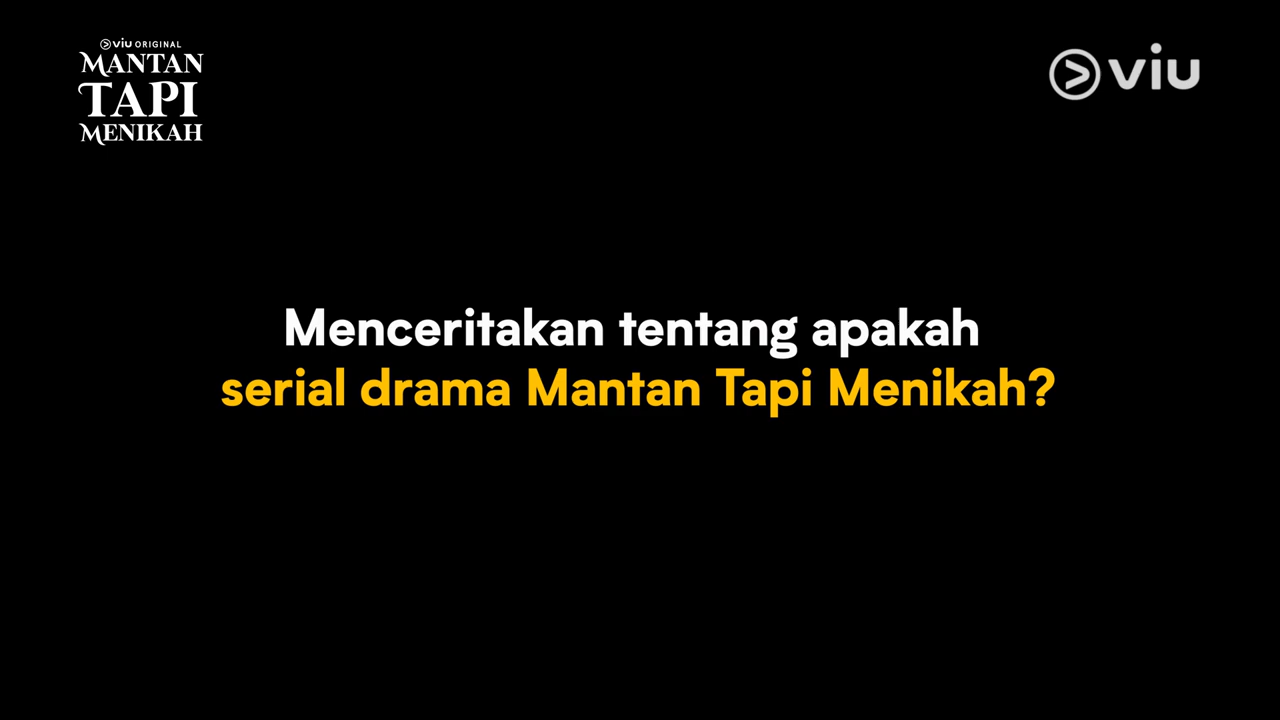 viu ORIGINAL
MANTAN
TAPI
MENIKAH
viu
Menceritakan tentang apakah
serial drama Mantan Tapi Menikah?